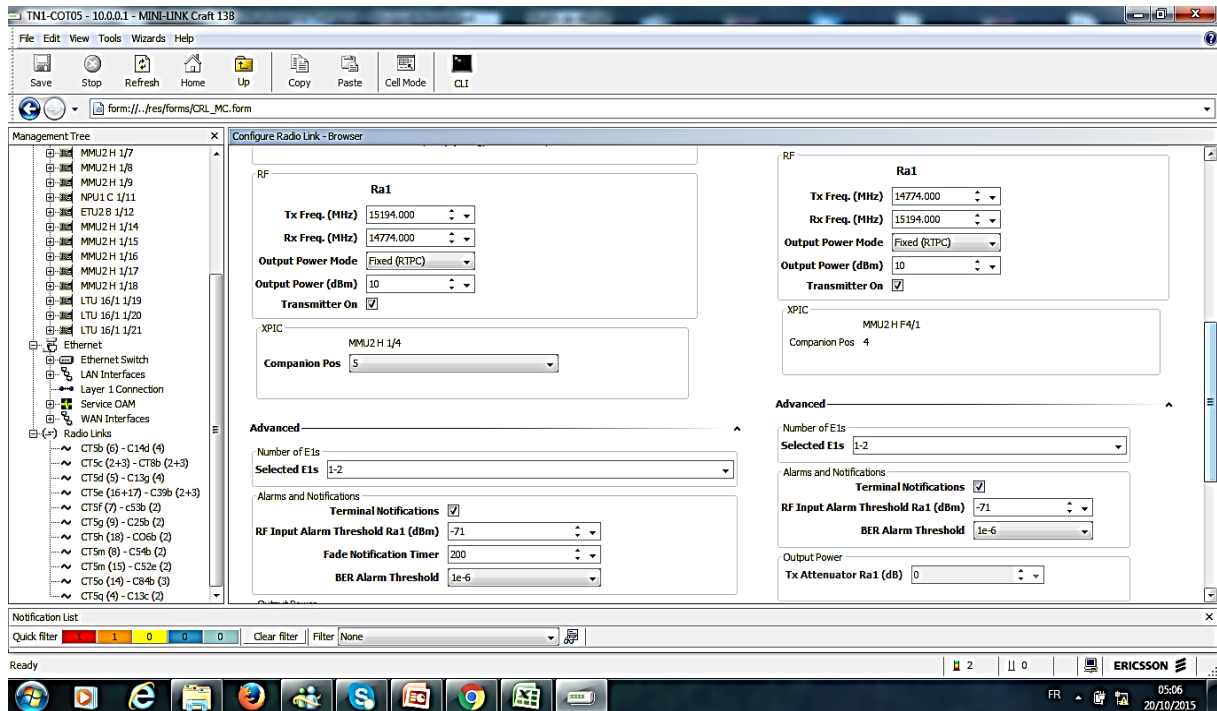 TN1-COT05 - 10.0.0.1 - MINI-LINK Craft 13B
File Edit View Tools Wizards Help
Save Stop Refresh Home Up Copy Paste Cell Mode CLI
form://../res/forms/CRL_MC.form
Management Tree
MMU2 H 1/7
MMU2 H 1/8
MMU2 H 1/9
NPU1 C 1/11
ETU2 B 1/12
MMU2 H 1/14
MMU2 H 1/15
MMU2 H 1/16
MMU2 H 1/17
MMU2 H 1/18
LTU 16/1 1/19
LTU 16/1 1/20
LTU 16/1 1/21
Ethernet
Ethernet Switch
LAN Interfaces
Layer 1 Connection
Service OAM
WAN Interfaces
Radio Links
CT5b (6) - C14d (4)
CT5c (2+3) - CT8b (2+3)
CT5d (5) - C13g (4)
CT5e (16+17) - C39b (2+3)
CT5f (7) - c53b (2)
CT5g (9) - C25b (2)
CT5h (18) - CO6b (2)
CT5m (8) - C54b (2)
CT5m (15) - C52e (2)
CT5o (14) - C84b (3)
CT5q (4) - C13c (2)
Configure Radio Link - Browser
RF
Ra1
Tx Freq. (MHz) 15194.000
Rx Freq. (MHz) 14774.000
Output Power Mode Fixed (RTPC)
Output Power (dBm) 10
Transmitter On
XPIC
MMU2 H 1/4
Companion Pos 5
Advanced
Number of E1s
Selected E1s 1-2
Alarms and Notifications
Terminal Notifications
RF Input Alarm Threshold Ra1 (dBm) -71
Fade Notification Timer 200
BER Alarm Threshold 1e-6
RF
Ra1
Tx Freq. (MHz) 14774.000
Rx Freq. (MHz) 15194.000
Output Power Mode Fixed (RTPC)
Output Power (dBm) 10
Transmitter On
XPIC
MMU2 H F4/1
Companion Pos 4
Advanced
Number of E1s
Selected E1s 1-2
Alarms and Notifications
Terminal Notifications
RF Input Alarm Threshold Ra1 (dBm) -71
BER Alarm Threshold 1e-6
Output Power
Tx Attenuator Ra1 (dB) 0
Notification List
Quick filter 1 0 0 0 Clear filter Filter None
Ready 2 0 ERICSSON
FR 05:06
20/10/2015